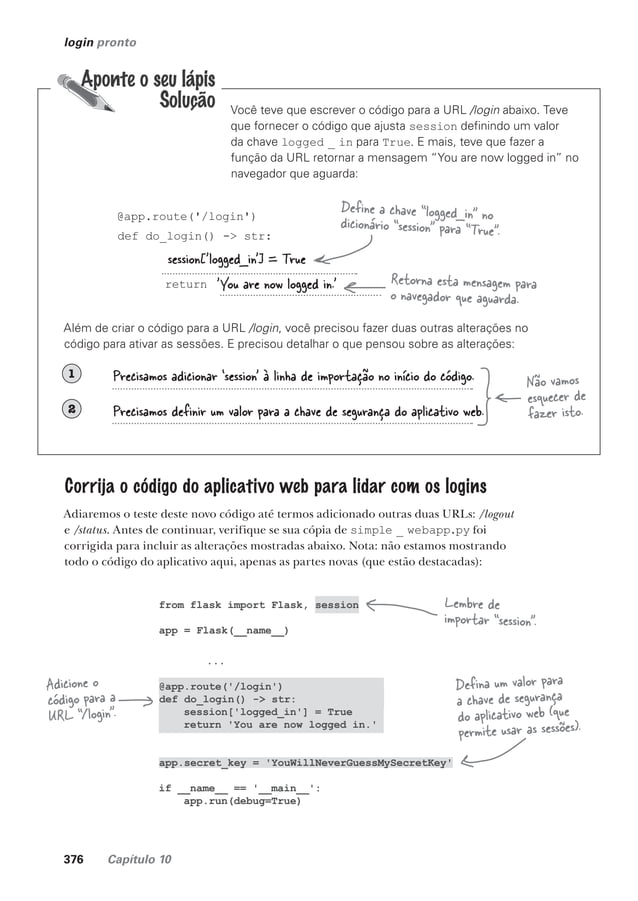 login pronto
Aponte o seu lápis
Solução
Você teve que escrever o código para a URL /login abaixo. Teve
que fornecer o código que ajusta session definindo um valor
da chave logged _ in para True. E mais, teve que fazer a
função da URL retornar a mensagem “You are now logged in” no
navegador que aguarda:
@app.route('/login')
def do_login() -> str:
session['logged_in'] = True
return 'You are now logged in.'
Define a chave “logged_in” no
dicionário “session” para “True”.
Retorna esta mensagem para
o navegador que aguarda.
Além de criar o código para a URL /login, você precisou fazer duas outras alterações no
código para ativar as sessões. E precisou detalhar o que pensou sobre as alterações:
1 Precisamos adicionar 'session' à linha de importação no início do código.
2 Precisamos definir um valor para a chave de segurança do aplicativo web.
Não vamos
esquecer de
fazer isto.
Corrija o código do aplicativo web para lidar com os logins
Adiaremos o teste deste novo código até termos adicionado outras duas URLs: /logout
e /status. Antes de continuar, verifique se sua cópia de simple _ webapp.py foi
corrigida para incluir as alterações mostradas abaixo. Nota: não estamos mostrando
todo o código do aplicativo aqui, apenas as partes novas (que estão destacadas):
from flask import Flask, session
Lembre de
importar “session”.
app = Flask(__name__)
...
Adicione o
código para a
URL “/login”.
@app.route('/login')
def do_login() -> str:
session['logged_in'] = True
return 'You are now logged in.'
Defina um valor para
a chave de segurança
do aplicativo web (que
permite usar as sessões).
app.secret_key = 'YouWillNeverGuessMySecretKey'
if __name__ == '__main__':
app.run(debug=True)
376 Capítulo 10